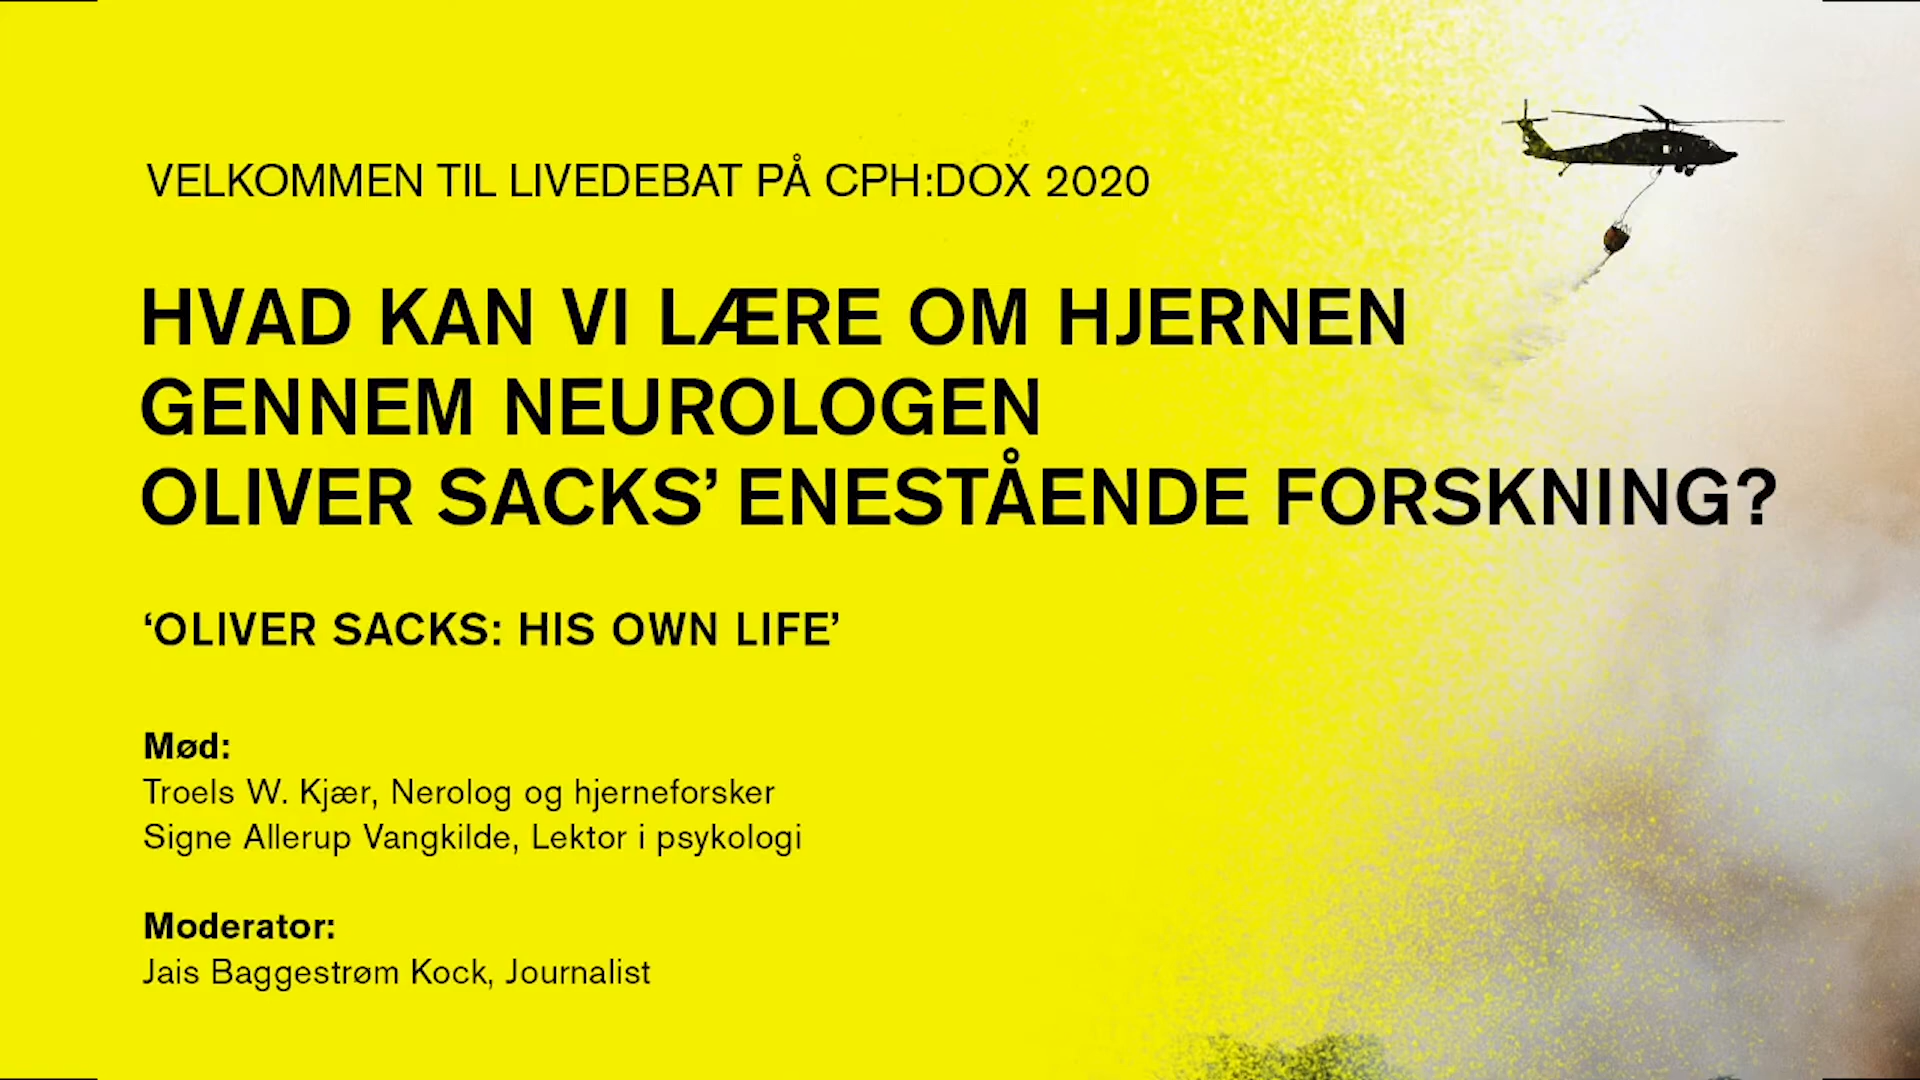 VELKOMMEN TIL LIVEDEBAT PÅ CPH:DOX 2020
HVAD KAN VI LÆRE OM HJERNEN
GENNEM NEUROLOGEN
OLIVER SACKS’ ENESTÅENDE FORSKNING?
‘OLIVER SACKS: HIS OWN LIFE’
Mød:
Troels W. Kjær, Nerolog og hjerneforsker
Signe Allerup Vangkilde, Lektor i psykologi
Moderator:
Jais Baggestrøm Kock, Journalist